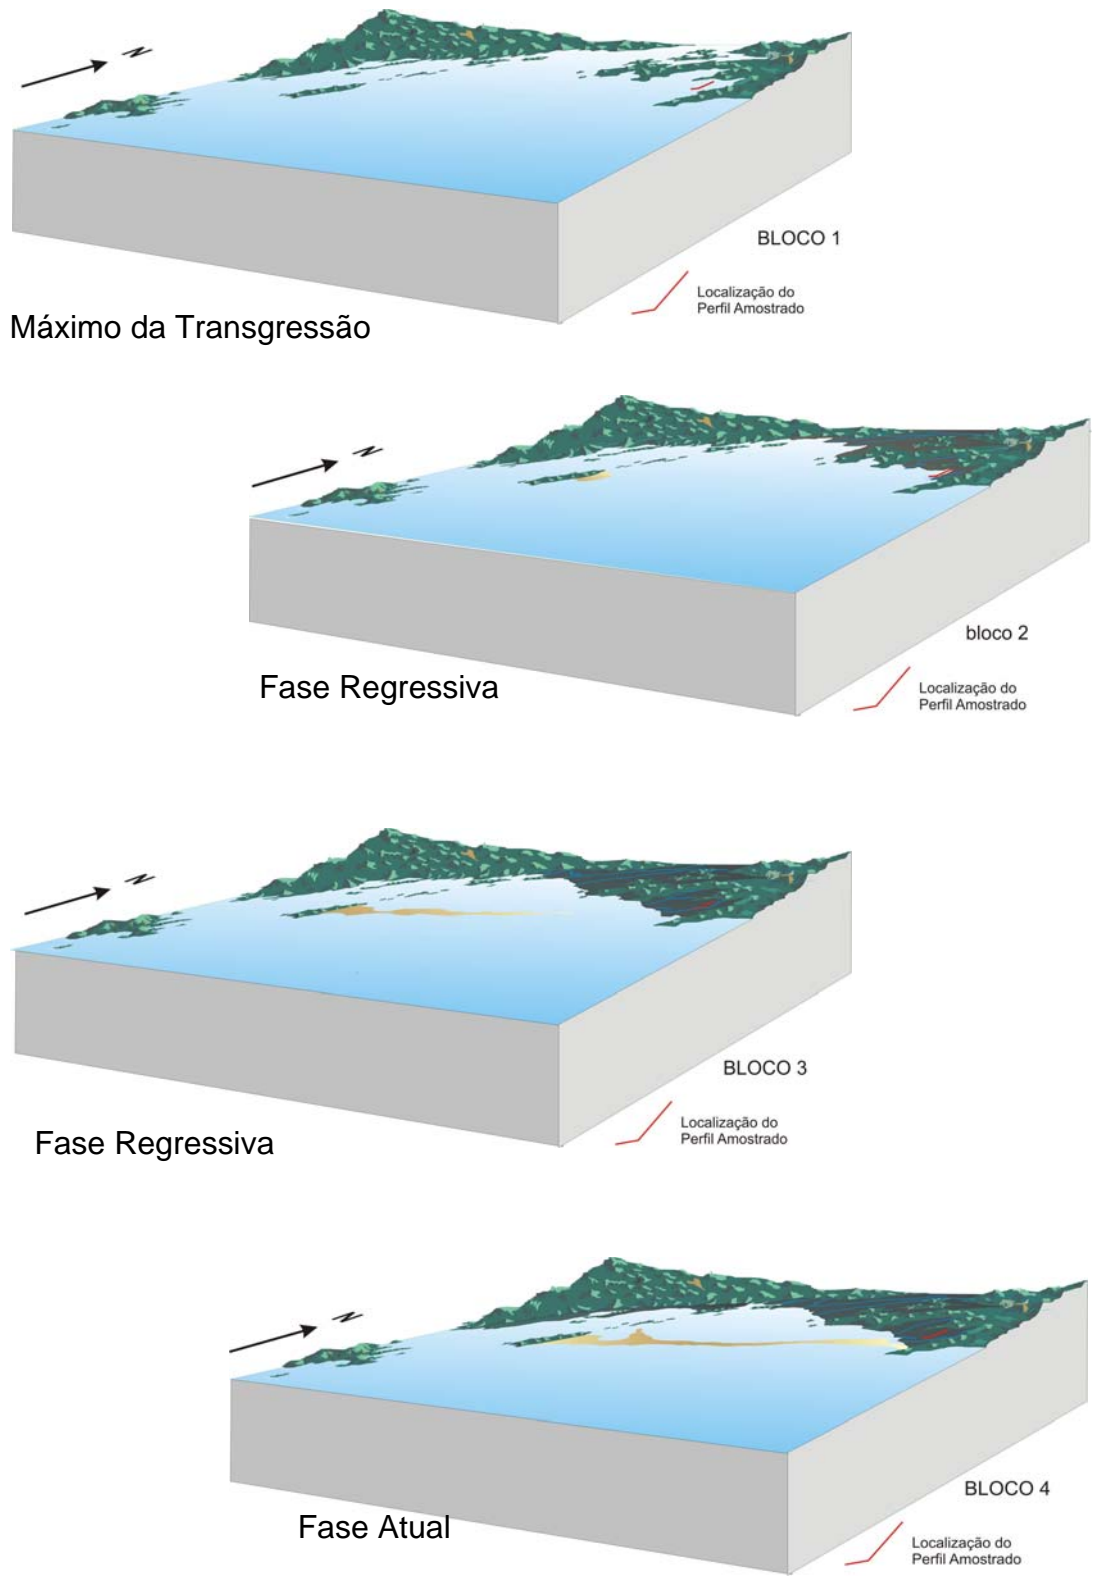 N
BLOCO 1
Localização do
Perfil Amostrado
Máximo da Transgressão
N
bloco 2
Fase Regressiva
Localização do
Perfil Amostrado
N
BLOCO 3
Localização do
Perfil Amostrado
Fase Regressiva
N
BLOCO 4
Fase Atual
Localização do
Perfil Amostrado